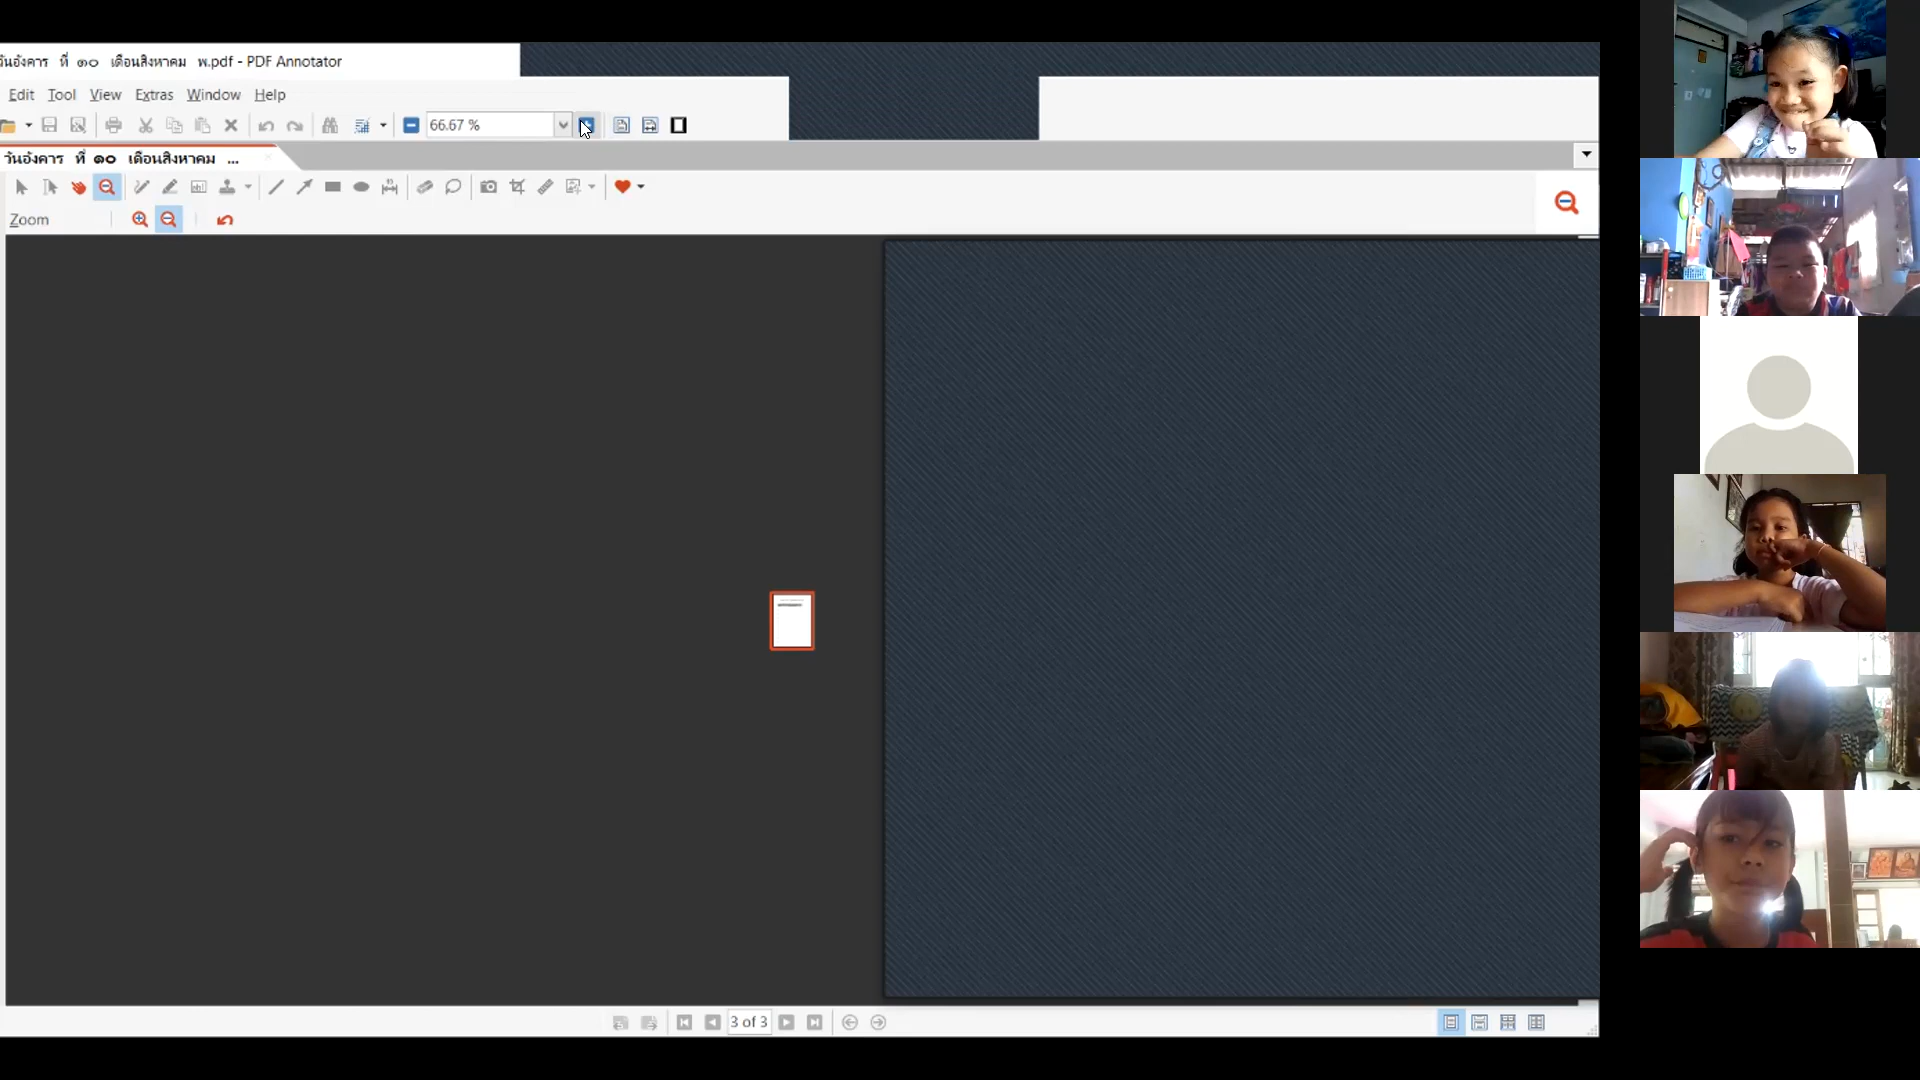 วันอังคาร ที่ ๑๐ เดือนสิงหาคม พ.pdf - PDF Annotator
Edit Tool View Extras Window Help
66.67 %
วันอังคาร ที่ ๑๐ เดือนสิงหาคม ...
Zoom
3 of 3